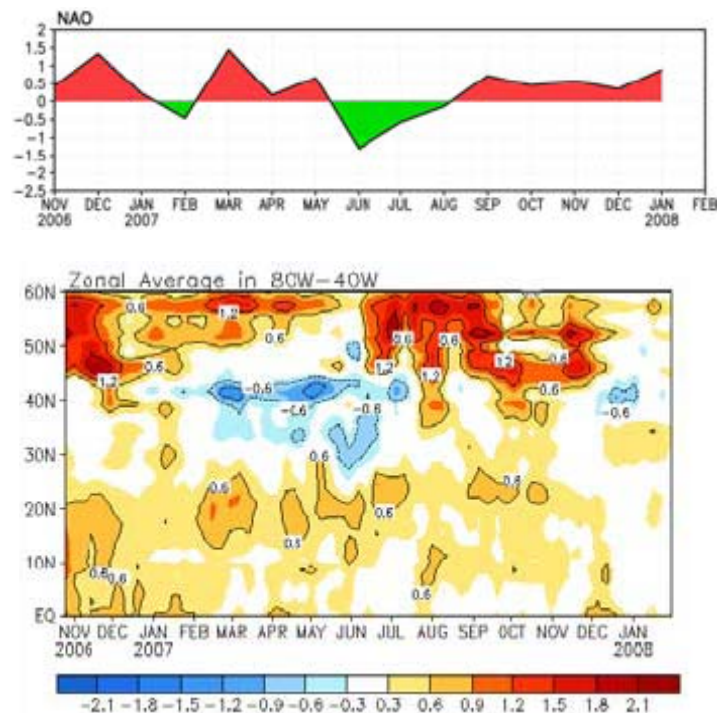 NAO
2
1.5
1
0.5
0
−0.5
−1
−1.5
−2
−2.5
NOV DEC JAN FEB MAR APR MAY JUN JUL AUG SEP OCT NOV DEC JAN FEB
2006 2007 2008
Zonal Average in 80W−40W
60N
50N
40N
30N
20N
10N
EQ
0.6 1.2 0.6 0.6
1.2 0.6 1.2 1.2 1.2 0.6
−0.6 0.6 −0.6
−0.6 −0.6
0.6
0.6 0.6 0.6
0.6
0.6 0.6 0.6
NOV DEC JAN FEB MAR APR MAY JUN JUL AUG SEP OCT NOV DEC JAN
2006 2007 2008
−2.1 −1.8 −1.5 −1.2 −0.9 −0.6 −0.3 0.3 0.6 0.9 1.2 1.5 1.8 2.1